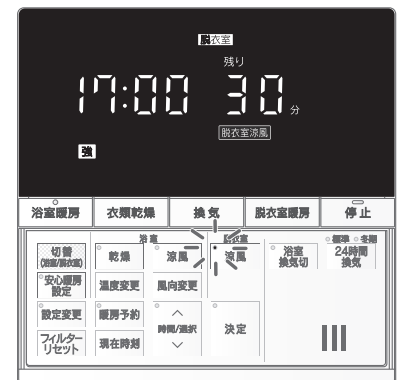 脱衣室
残り
17:00 30分
脱衣室涼風
強
浴室暖房 衣類乾燥 換気 脱衣室暖房 停止
浴室 脱衣室 標準 冬期
切替 乾燥 涼風 涼風 浴室 24時間
(浴室/脱衣室) 換気切 換気
安心暖房
設定 温度変更 風向変更
設定変更 暖房予約 時間/選択 決定
フィルター
リセット 現在時刻